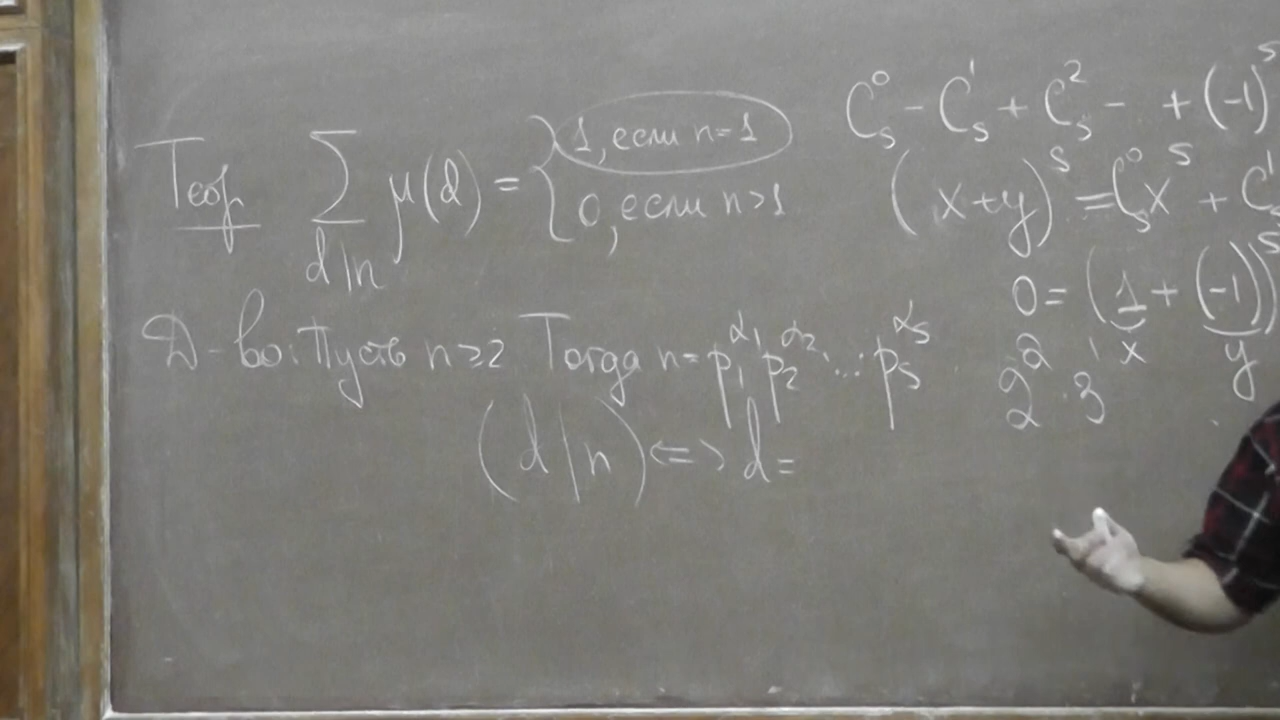 Теор ∑_{d|n} μ(d) = { 1, если n=1
0, если n>1
Д-во: Пусть n≥2 Тогда n = p₁^{α₁} p₂^{α₂} ... p_s^{α_s}
(d|n) <=> d =
C_s^0 - C_s^1 + C_s^2 - + (-1)^s
(x+y)^s = C_s^0 x^s + C_s^1
0 = (1 + (-1))^s
x y
2^2 · 3^1